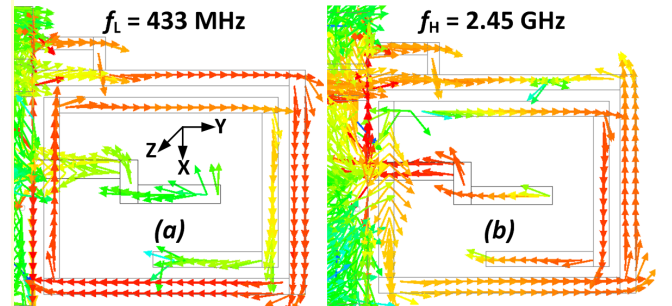 f_L = 433 MHz
f_H = 2.45 GHz
Y
Z
X
(a)
(b)